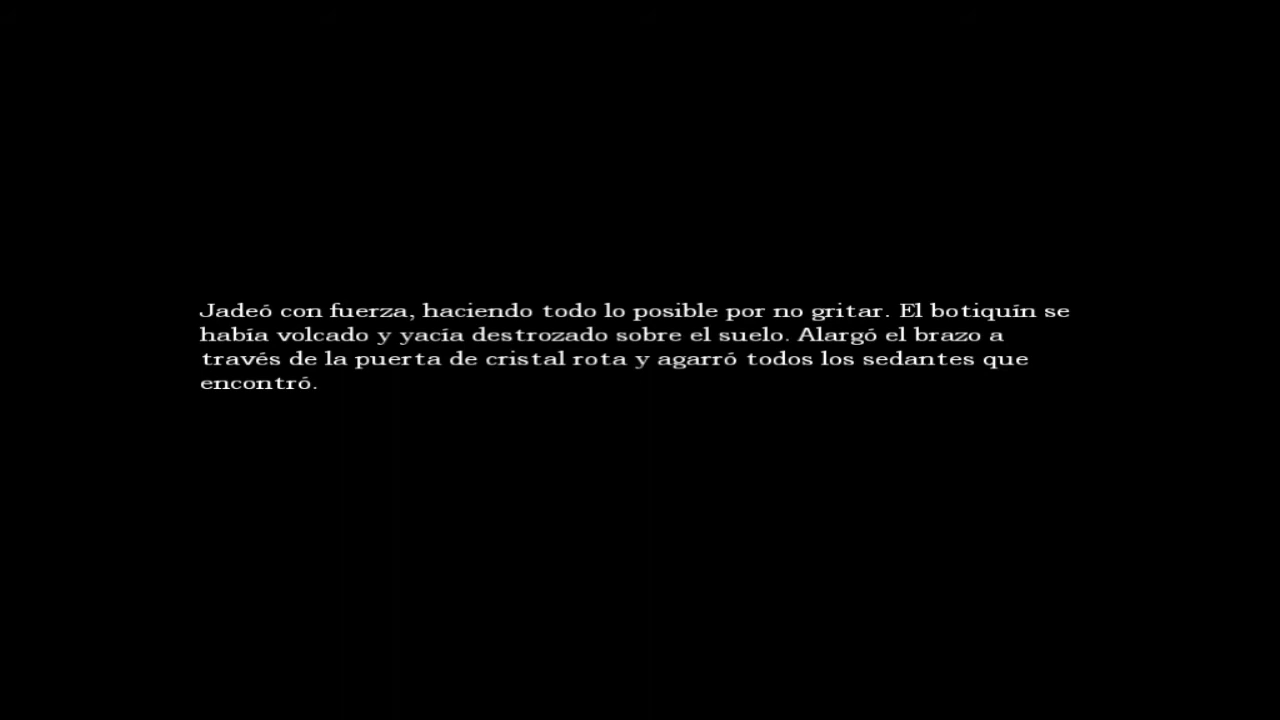 Jadeó con fuerza, haciendo todo lo posible por no gritar. El botiquín se
había volcado y yacía destrozado sobre el suelo. Alargó el brazo a
través de la puerta de cristal rota y agarró todos los sedantes que
encontró.